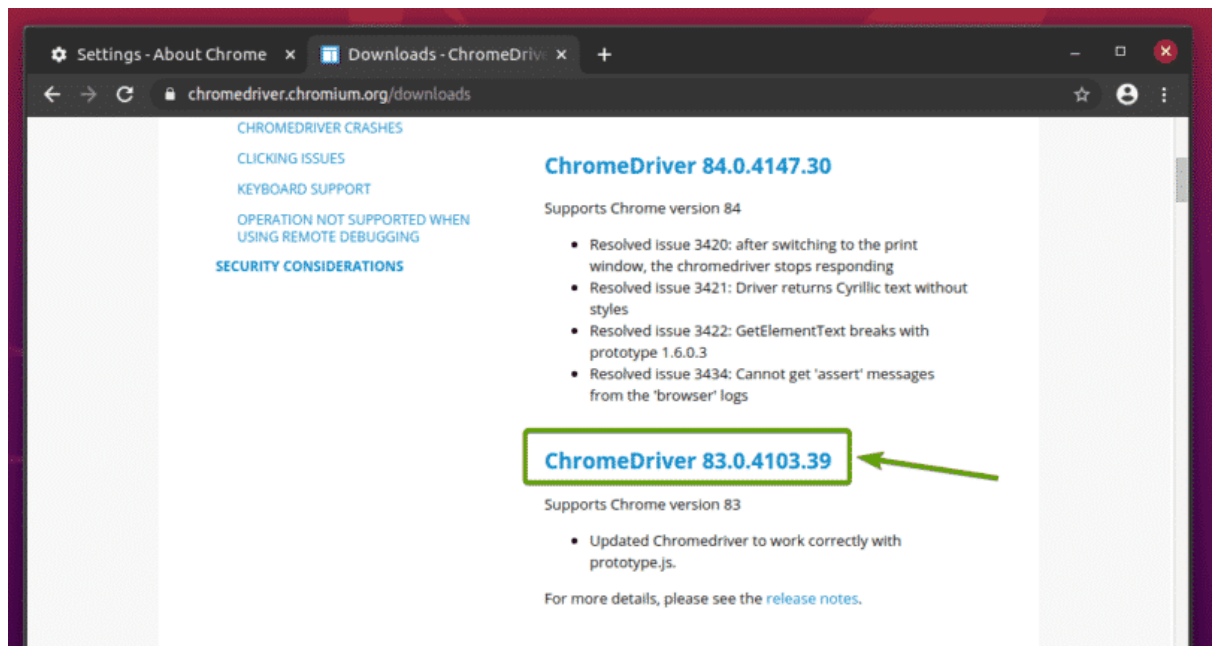 Settings - About Chrome
Downloads - ChromeDriv
chromedriver.chromium.org/downloads
CHROMEDRIVER CRASHES
CLICKING ISSUES
KEYBOARD SUPPORT
OPERATION NOT SUPPORTED WHEN
USING REMOTE DEBUGGING
SECURITY CONSIDERATIONS
ChromeDriver 84.0.4147.30
Supports Chrome version 84
• Resolved issue 3420: after switching to the print
window, the chromedriver stops responding
• Resolved issue 3421: Driver returns Cyrillic text without
styles
• Resolved issue 3422: GetElementText breaks with
prototype 1.6.0.3
• Resolved issue 3434: Cannot get 'assert' messages
from the 'browser' logs
ChromeDriver 83.0.4103.39
Supports Chrome version 83
• Updated Chromedriver to work correctly with
prototype.js.
For more details, please see the release notes.